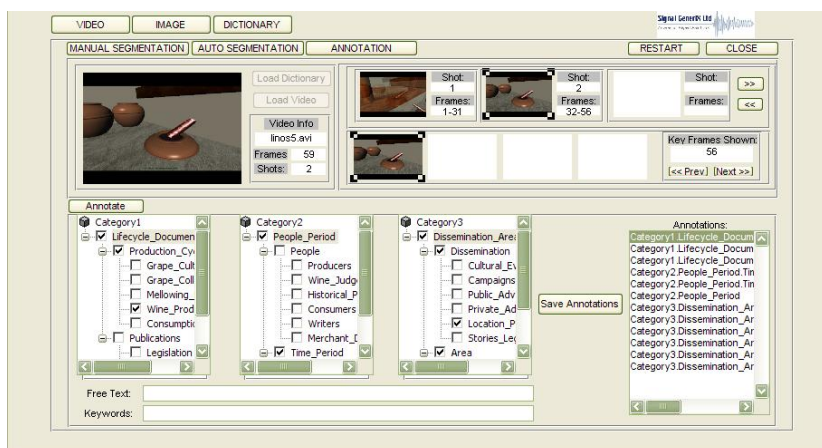 VIDEO IMAGE DICTIONARY
Signal GeneriX Ltd
MANUAL SEGMENTATION AUTO SEGMENTATION ANNOTATION RESTART CLOSE
Load Dictionary
Load Video
Video Info
linos5.avi
Frames 59
Shots: 2
Shot:
1
Frames:
1-31
Shot:
2
Frames:
32-56
Shot:
Frames:
>>
<<
Key Frames Shown:
56
[<< Prev] [Next >>]
Annotate
Category1
Lifecycle_Documen
Production_Cy
Grape_Cult
Grape_Coll
Mellowing_
Wine_Prod
Consumptic
Publications
Legislation
Category2
People_Period
People
Producers
Wine_Judg
Historical_P
Consumers
Writers
Merchant_D
Time_Period
Category3
Dissemination_Area
Dissemination
Cultural_Ev
Campaigns
Public_Adv
Private_Ad
Location_P
Stories_Leg
Area
Save Annotations
Annotations:
Category1.Lifecycle_Docum
Category1.Lifecycle_Docum
Category1.Lifecycle_Docum
Category2.People_Period.Tin
Category2.People_Period.Tin
Category2.People_Period
Category3.Dissemination_Ar
Category3.Dissemination_Ar
Category3.Dissemination_Ar
Category3.Dissemination_Ar
Category3.Dissemination_Ar
Free Text:
Keywords: